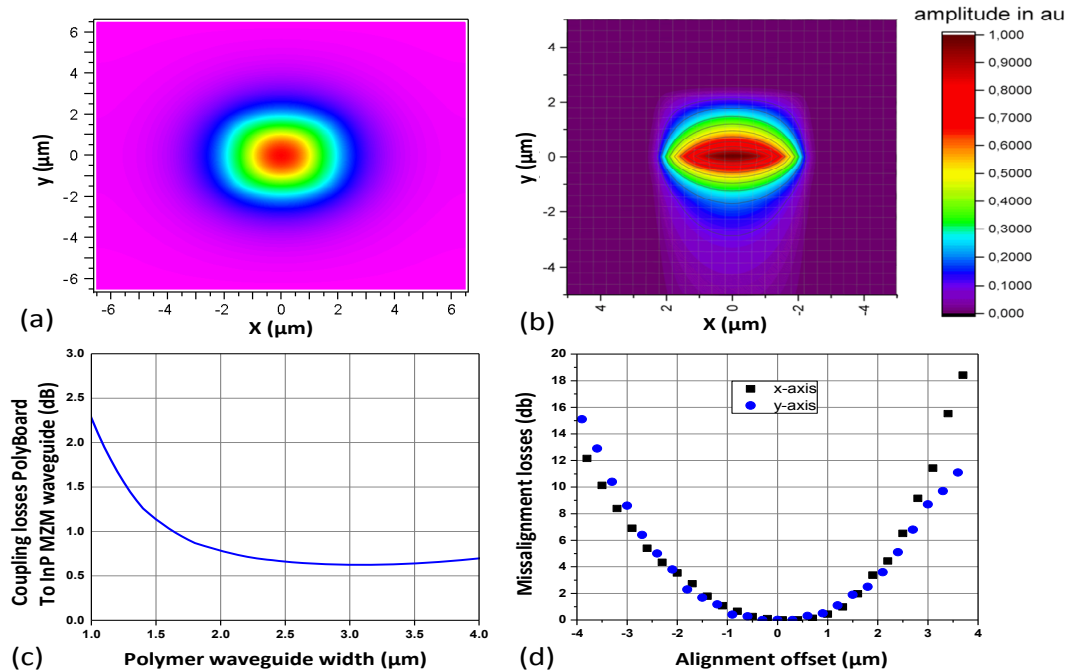 amplitude in au
6
4
2
0
-2
-4
-6
y (µm)
-6 -4 -2 0 2 4 6
X (µm)
(a)
4
2
0
-2
-4
y (µm)
4 2 0 -2 -4
X (µm)
(b)
1,000
0,9000
0,8000
0,7000
0,6000
0,5000
0,4000
0,3000
0,2000
0,1000
0,000
Coupling losses PolyBoard
To InP MZM waveguide (dB)
3.0
2.5
2.0
1.5
1.0
0.5
0.0
1.0 1.5 2.0 2.5 3.0 3.5 4.0
Polymer waveguide width (µm)
(c)
Missalignment losses (db)
20
18
16
14
12
10
8
6
4
2
0
x-axis
y-axis
-4 -3 -2 -1 0 1 2 3 4
Alignment offset (µm)
(d)